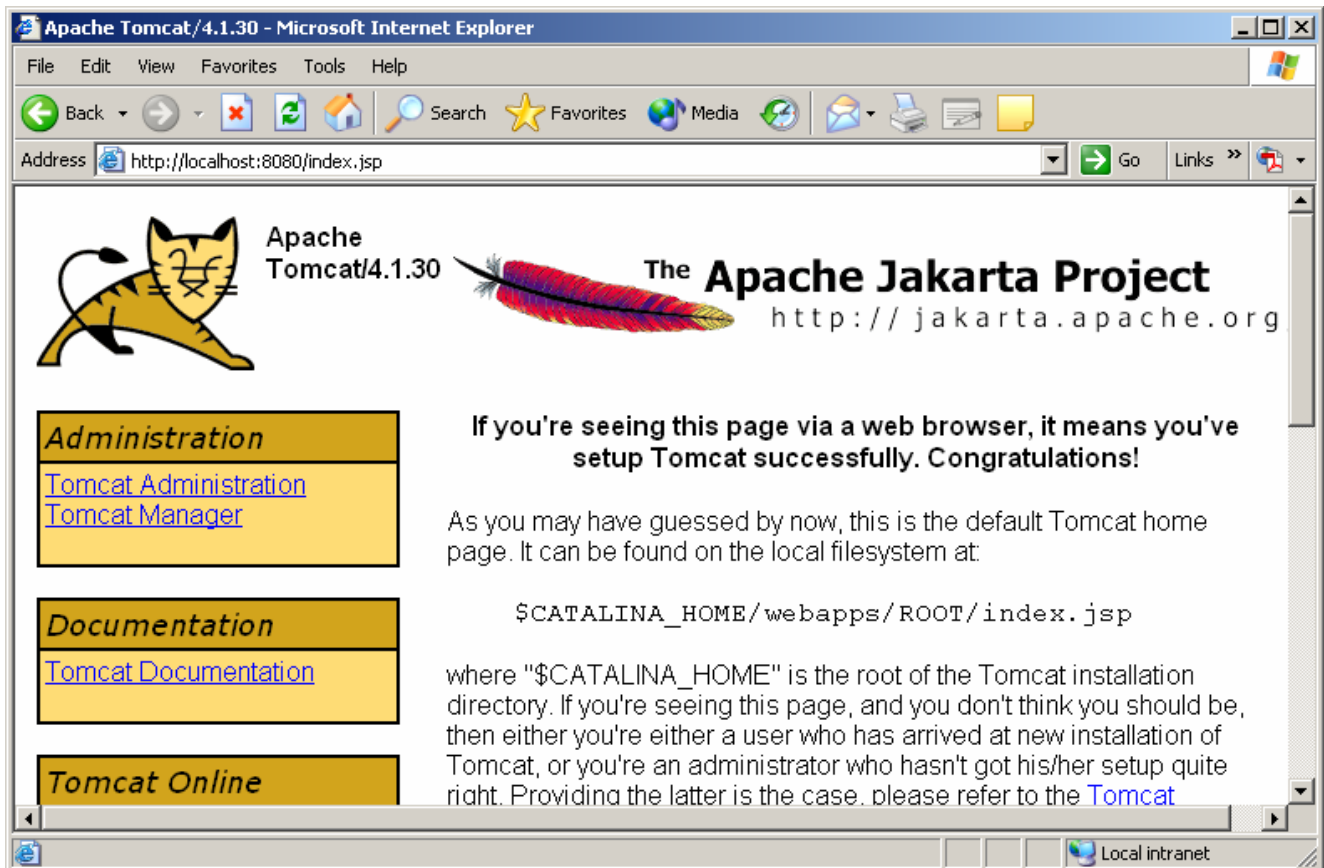 Apache Tomcat/4.1.30 - Microsoft Internet Explorer
File Edit View Favorites Tools Help
Back Search Favorites Media
Address http://localhost:8080/index.jsp Go Links »
Apache
Tomcat/4.1.30
The Apache Jakarta Project
http://jakarta.apache.org
Administration
Tomcat Administration
Tomcat Manager
Documentation
Tomcat Documentation
Tomcat Online
If you're seeing this page via a web browser, it means you've
setup Tomcat successfully. Congratulations!
As you may have guessed by now, this is the default Tomcat home
page. It can be found on the local filesystem at:
$CATALINA_HOME/webapps/ROOT/index.jsp
where "$CATALINA_HOME" is the root of the Tomcat installation
directory. If you're seeing this page, and you don't think you should be,
then either you're either a user who has arrived at new installation of
Tomcat, or you're an administrator who hasn't got his/her setup quite
right. Providing the latter is the case, please refer to the Tomcat
Local intranet